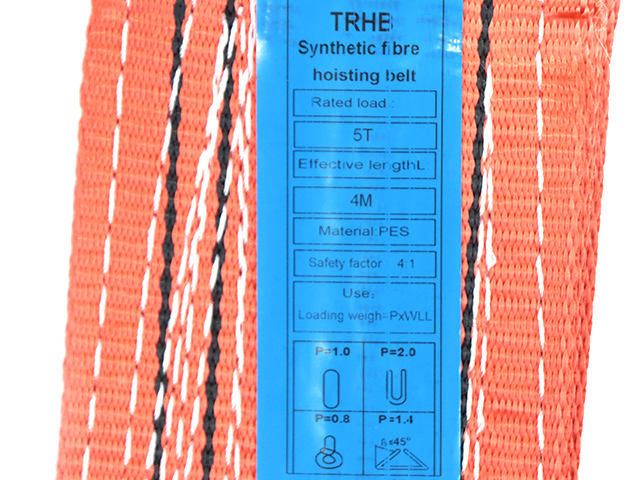 TRHB
Synthetic fibre
hoisting belt
Rated load :
5T
Effective lengthL
4M
Material:PES
Safety factor 4:1
Use:
Loading weigh=PxWLL
P=1.0 P=2.0
P=0.8 P=1.4
ß≤45°